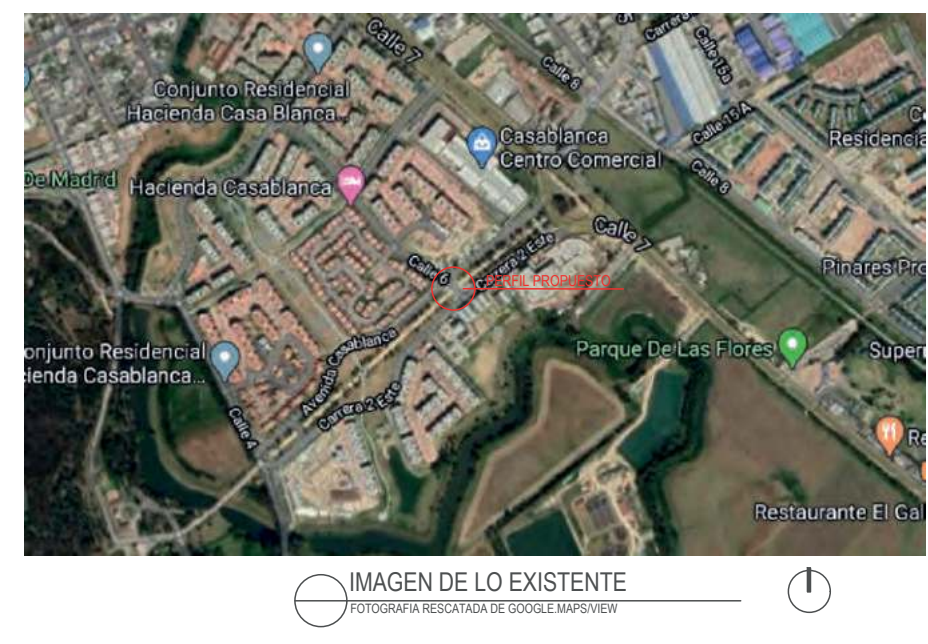 Calle 7
Carrera
5
Calle 15a
Calle 8
Conjunto Residencial
Hacienda Casa Blanca...
Casablanca
Centro Comercial
Calle 15 A
Residencia
De Madrid
Hacienda Casablanca
Calle 8
Calle 7
Carrera 2 Este
Calle 6
PERFIL PROPUESTO
Pinares Pro
onjunto Residencial
cienda Casablanca...
Avenida Casablanca
Parque De Las Flores
Super
Carrera 2 Este
Calle 4
Re
Restaurante El Gal
IMAGEN DE LO EXISTENTE
FOTOGRAFIA RESCATADA DE GOOGLE.MAPS/VIEW